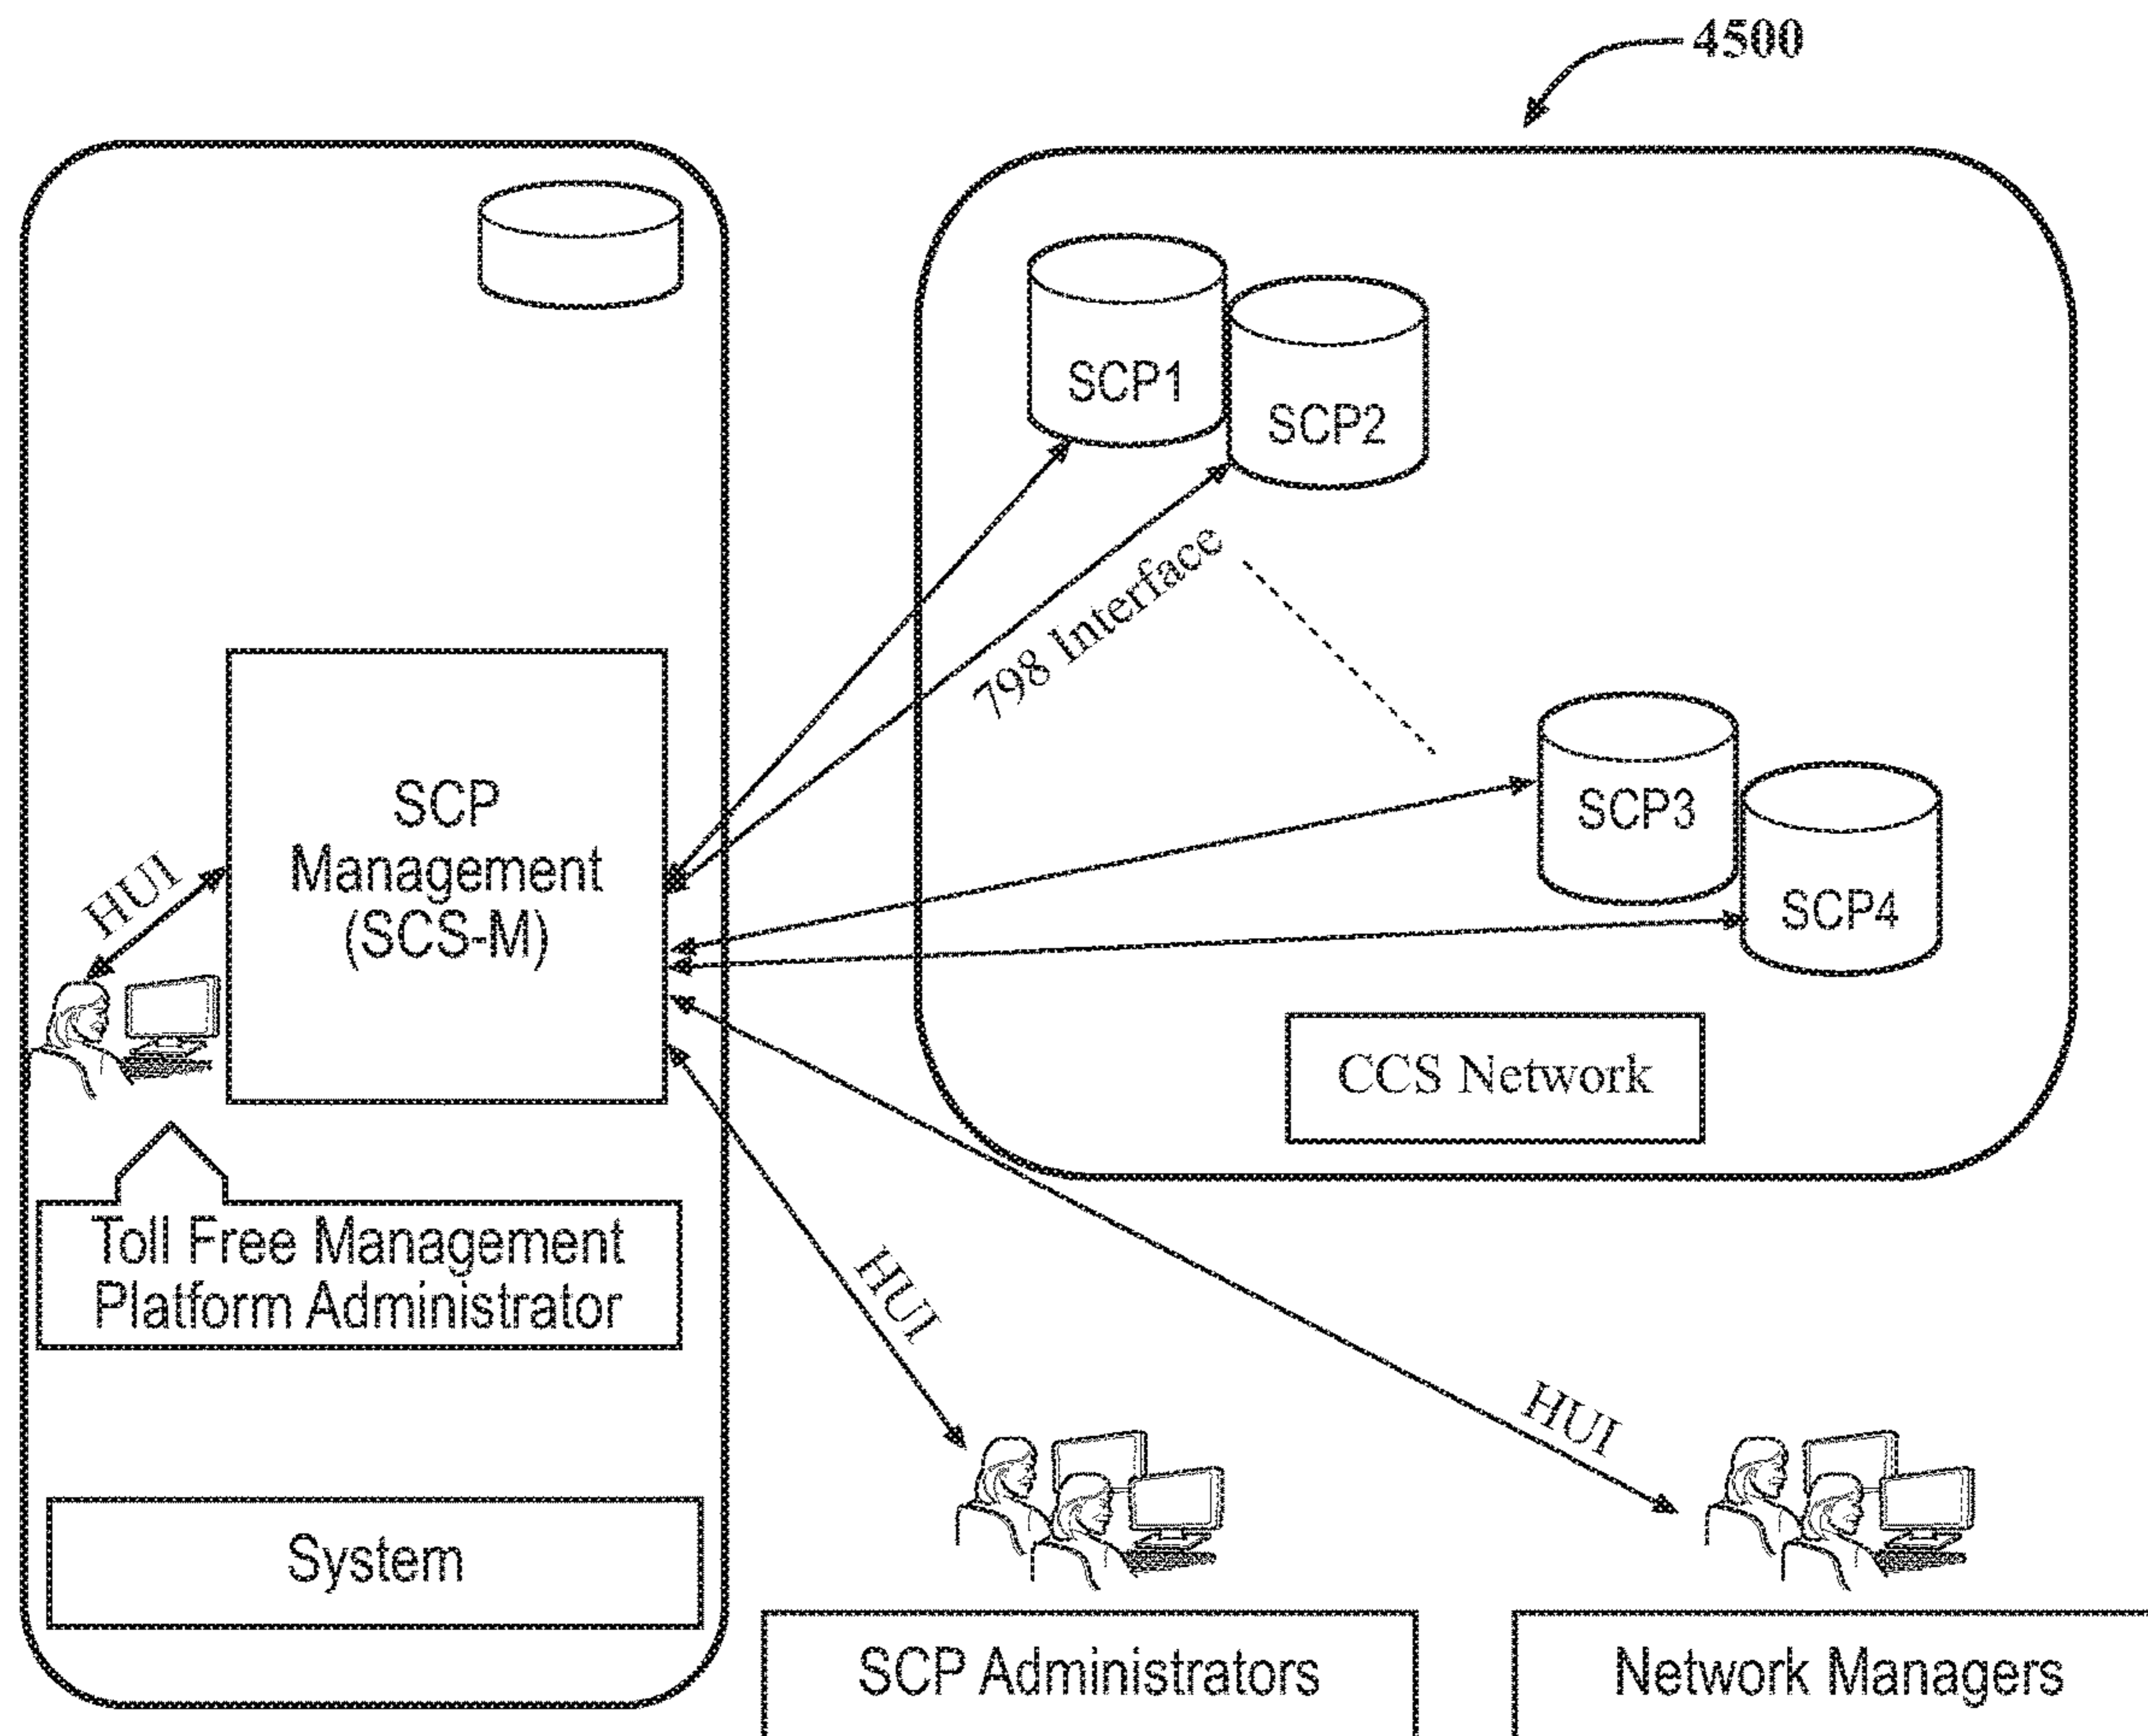 4500
SCP1
SCP2
798 Interface
SCP
Management
(SCS-M)
HUI
SCP3
SCP4
CCS Network
Toll Free Management
Platform Administrator
HUI
HUI
System
SCP Administrators
Network Managers